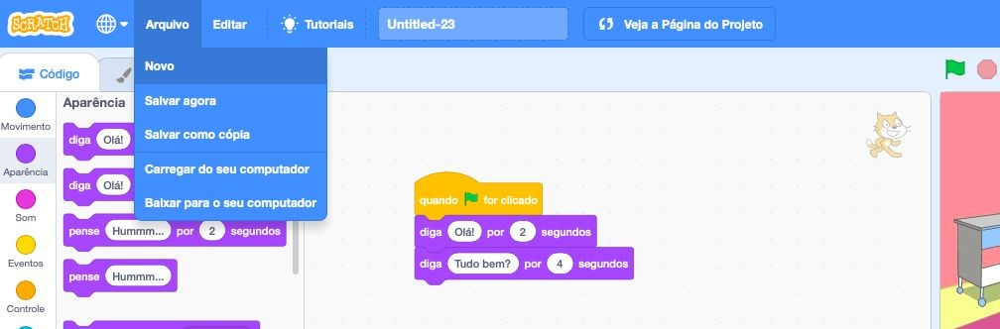 SCRATCH Arquivo Editar Tutoriais Untitled-23 Veja a Página do Projeto
Novo
Salvar agora
Salvar como cópia
Carregar do seu computador
Baixar para o seu computador
Código
Movimento
Aparência
Som
Eventos
Controle
Aparência
diga Olá!
diga Olá!
pense Hummm... por 2 segundos
pense Hummm...
quando for clicado
diga Olá! por 2 segundos
diga Tudo bem? por 4 segundos